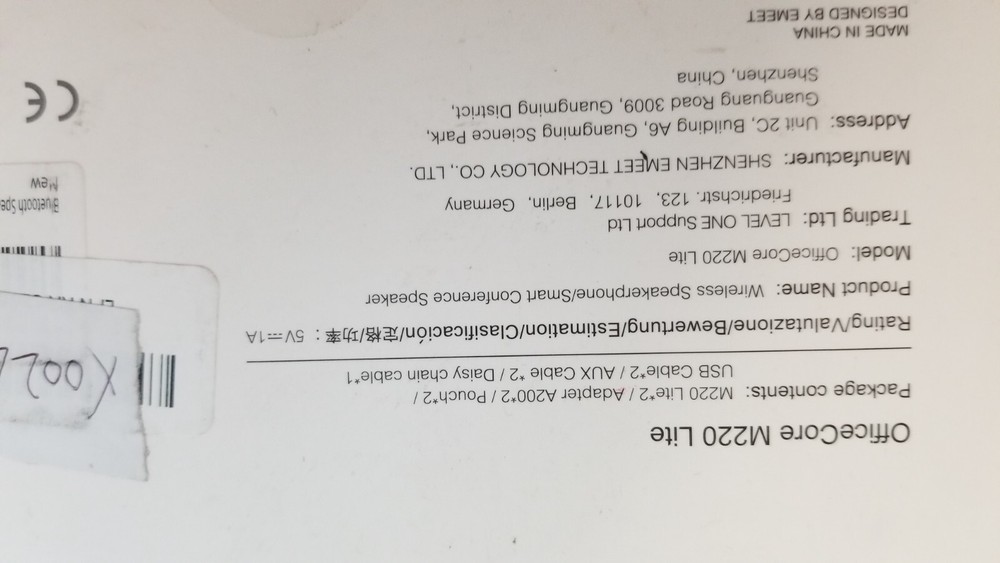 OfficeCore M220 Lite
Package contents: M220 Lite*2 / Adapter A200*2 / Pouch*2 /
USB Cable*2 / AUX Cable *2 / Daisy chain cable*1
Rating/Valutazione/Bewertung/Estimation/Clasificación/定格/功率: 5V⎓1A
Product Name: Wireless Speakerphone/Smart Conference Speaker
Model: OfficeCore M220 Lite
Trading Ltd: LEVEL ONE Support Ltd
Friedrichstr. 123, 10117, Berlin, Germany
Manufacturer: SHENZHEN EMEET TECHNOLOGY CO., LTD.
Address: Unit 2C, Building A6, Guangming Science Park,
Guanguang Road 3009, Guangming District,
Shenzhen, China
MADE IN CHINA
DESIGNED BY EMEET
CE
X002
Bluetooth Spe
Mew